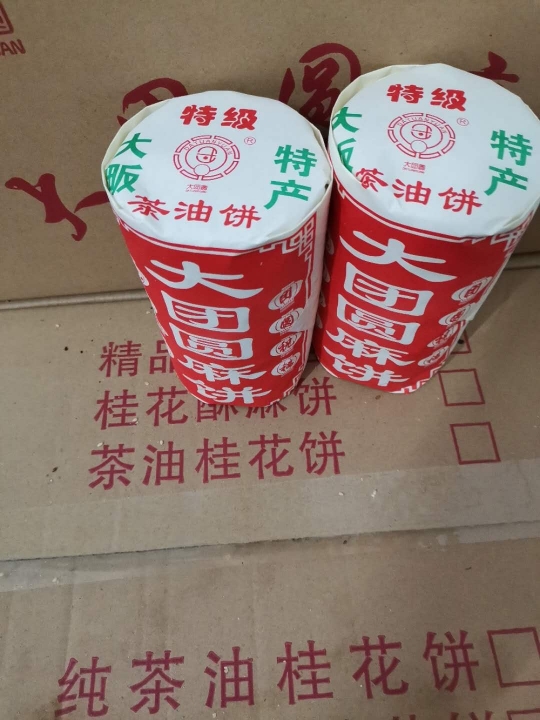 特级
大畈
特产
茶油饼
大团圆麻饼
特级
大畈
特产
茶油饼
大团圆麻饼
精品
桂花酥麻饼
茶油桂花饼
纯茶油桂花饼